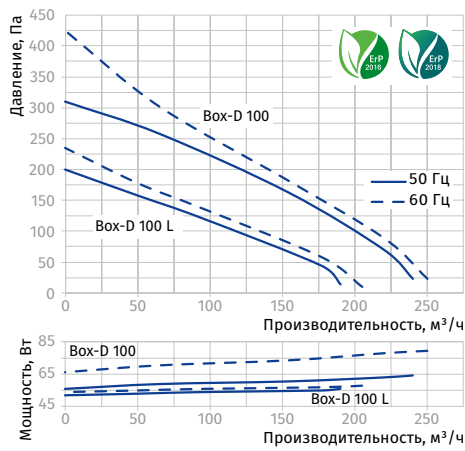 Давление, Па
450
400
350
300
250
200
150
100
50
0
ErP
2016
ErP
2018
Box-D 100
50 Гц
60 Гц
Box-D 100 L
0
50
100
150
200
250
Производительность, м³/ч
Мощность, Вт
85
65
45
Box-D 100
Box-D 100 L
0
50
100
150
200
250
Производительность, м³/ч